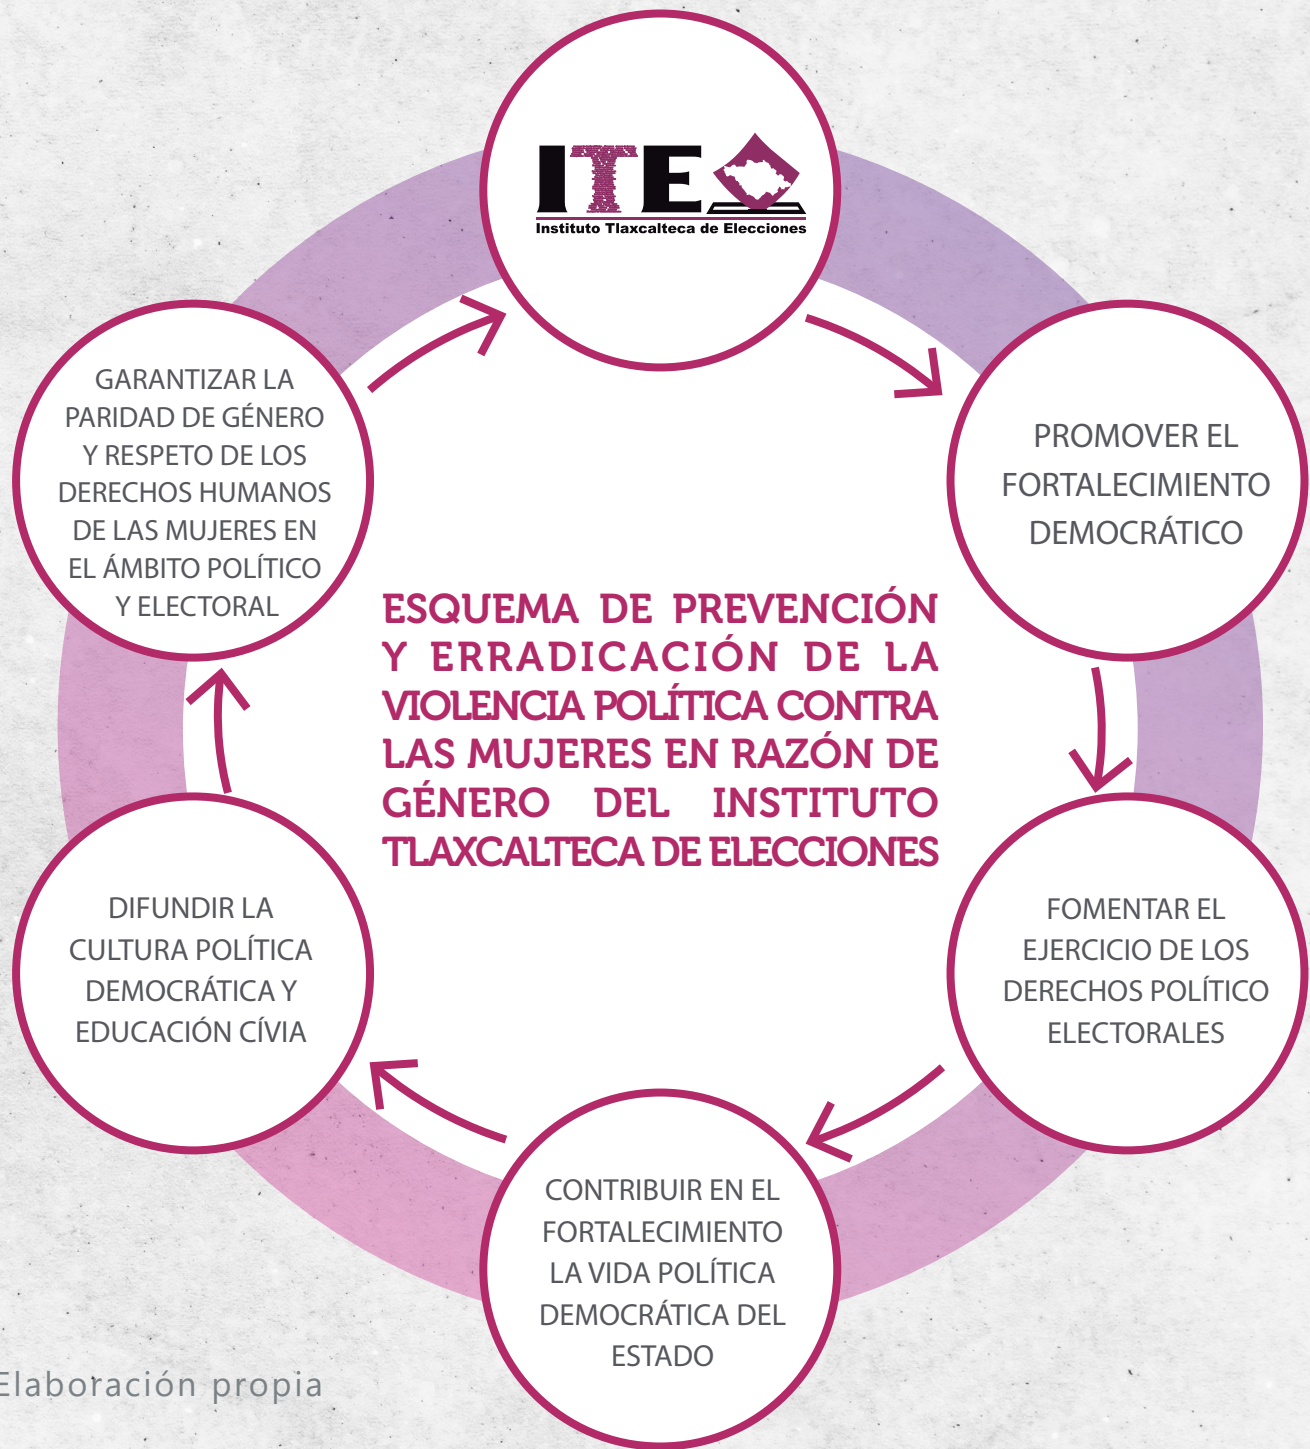 ITE
Instituto Tlaxcalteca de Elecciones
PROMOVER EL
FORTALECIMIENTO
DEMOCRÁTICO
FOMENTAR EL
EJERCICIO DE LOS
DERECHOS POLÍTICO
ELECTORALES
CONTRIBUIR EN EL
FORTALECIMIENTO
LA VIDA POLÍTICA
DEMOCRÁTICA DEL
ESTADO
DIFUNDIR LA
CULTURA POLÍTICA
DEMOCRÁTICA Y
EDUCACIÓN CÍVIA
GARANTIZAR LA
PARIDAD DE GÉNERO
Y RESPETO DE LOS
DERECHOS HUMANOS
DE LAS MUJERES EN
EL ÁMBITO POLÍTICO
Y ELECTORAL
ESQUEMA DE PREVENCIÓN
Y ERRADICACIÓN DE LA
VIOLENCIA POLÍTICA CONTRA
LAS MUJERES EN RAZÓN DE
GÉNERO DEL INSTITUTO
TLAXCALTECA DE ELECCIONES
Elaboración propia